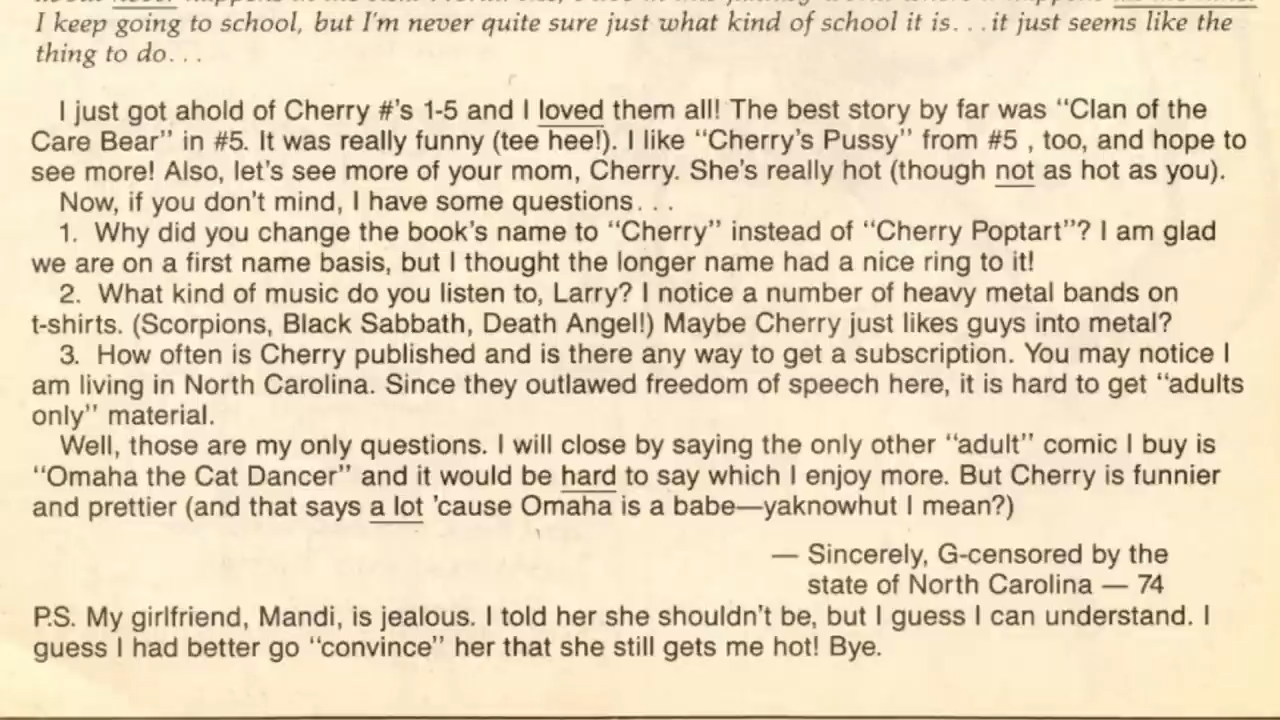 I keep going to school, but I'm never quite sure just what kind of school it is...it just seems like the
thing to do...
I just got ahold of Cherry #'s 1-5 and I loved them all! The best story by far was "Clan of the
Care Bear" in #5. It was really funny (tee hee!). I like "Cherry's Pussy" from #5 , too, and hope to
see more! Also, let's see more of your mom, Cherry. She's really hot (though not as hot as you).
Now, if you don't mind, I have some questions...
1. Why did you change the book's name to "Cherry" instead of "Cherry Poptart"? I am glad
we are on a first name basis, but I thought the longer name had a nice ring to it!
2. What kind of music do you listen to, Larry? I notice a number of heavy metal bands on
t-shirts. (Scorpions, Black Sabbath, Death Angel!) Maybe Cherry just likes guys into metal?
3. How often is Cherry published and is there any way to get a subscription. You may notice I
am living in North Carolina. Since they outlawed freedom of speech here, it is hard to get "adults
only" material.
Well, those are my only questions. I will close by saying the only other "adult" comic I buy is
"Omaha the Cat Dancer" and it would be hard to say which I enjoy more. But Cherry is funnier
and prettier (and that says a lot 'cause Omaha is a babe—yaknowhut I mean?)
— Sincerely, G-censored by the
state of North Carolina — 74
P.S. My girlfriend, Mandi, is jealous. I told her she shouldn't be, but I guess I can understand. I
guess I had better go "convince" her that she still gets me hot! Bye.